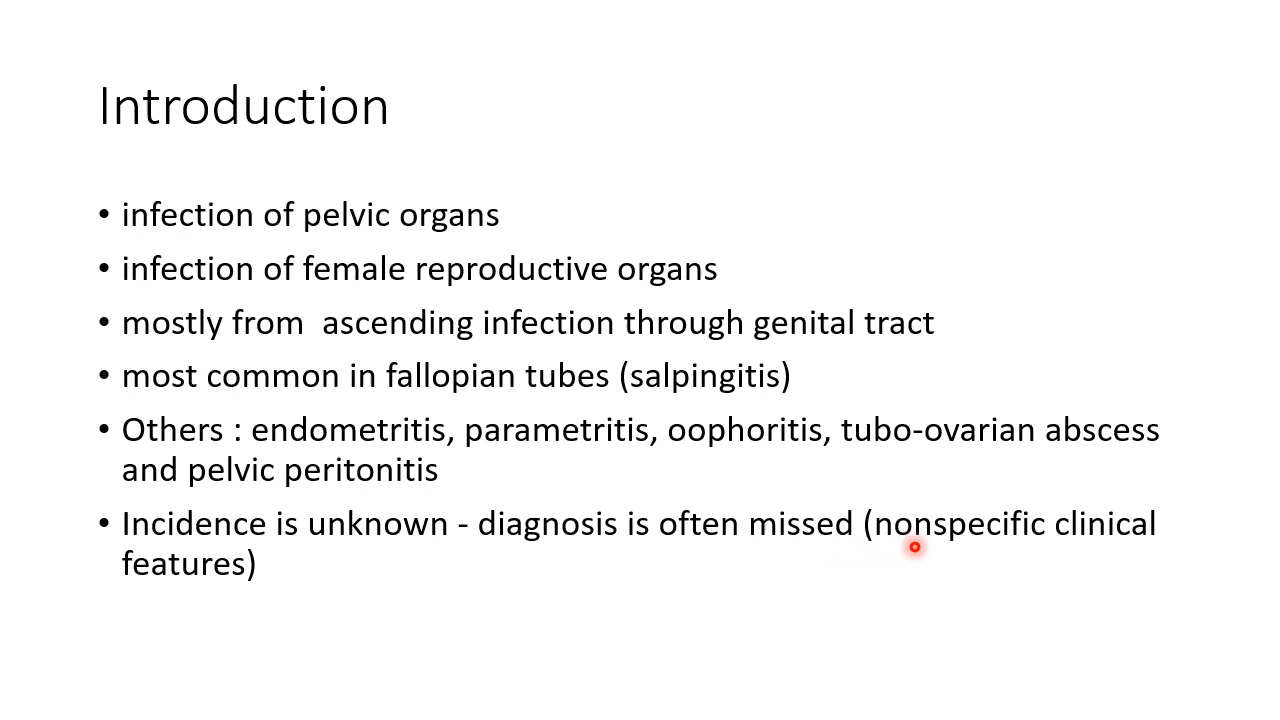 Introduction
• infection of pelvic organs
• infection of female reproductive organs
• mostly from  ascending infection through genital tract
• most common in fallopian tubes (salpingitis)
• Others : endometritis, parametritis, oophoritis, tubo-ovarian abscess
and pelvic peritonitis
• Incidence is unknown - diagnosis is often missed (nonspecific clinical
features)